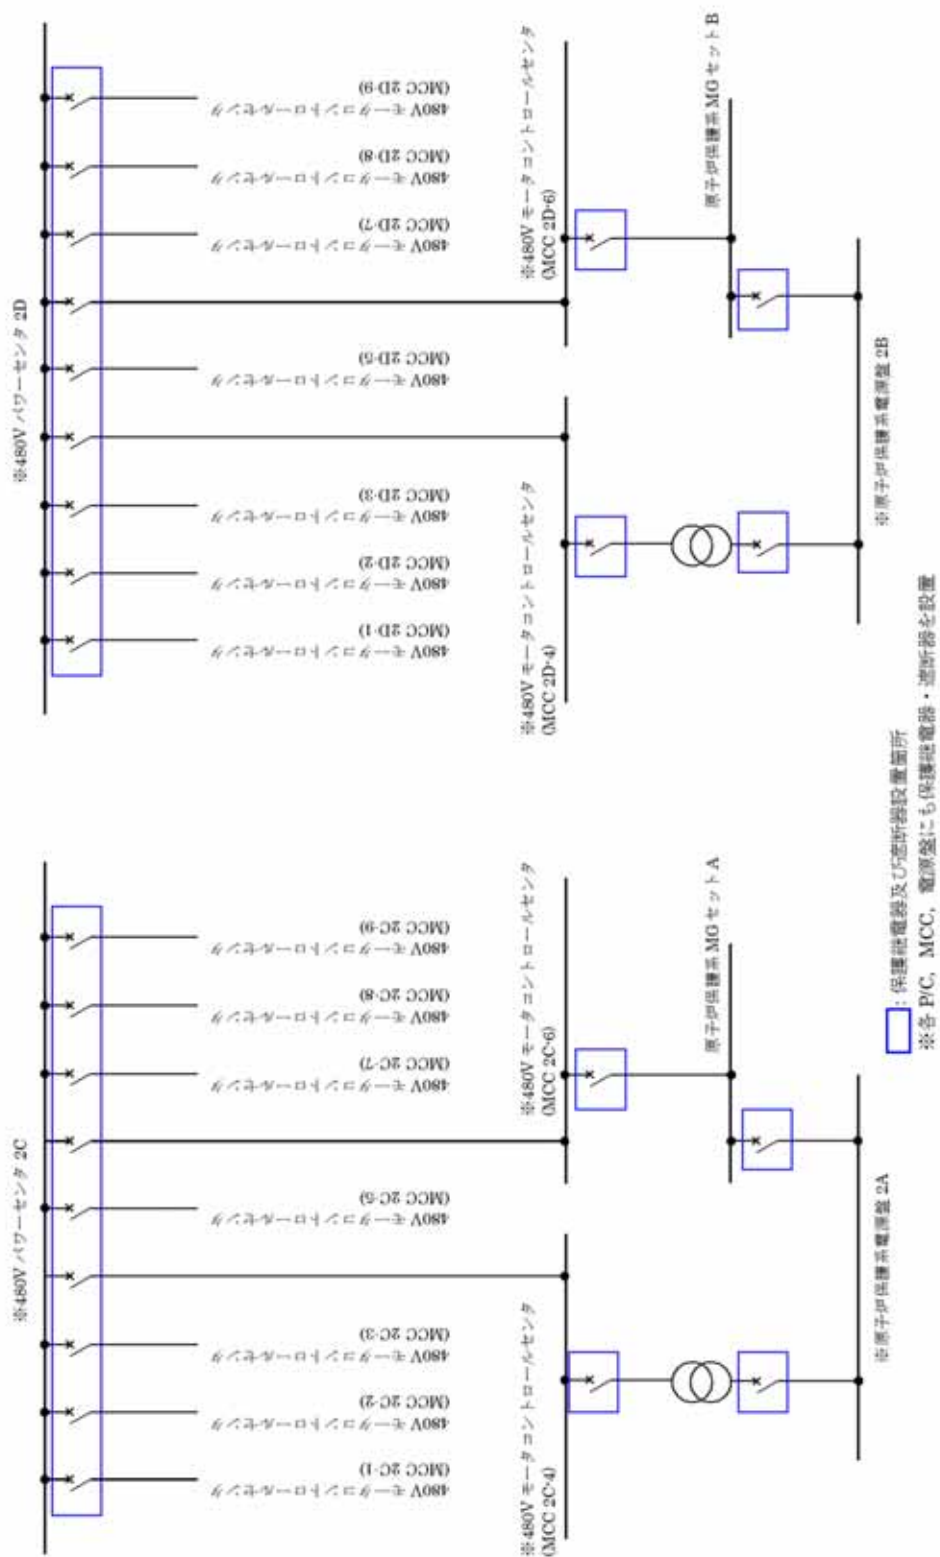 ※480V パワーセンタ 2C
480V モータコントロールセンタ
(MCC 2C-1)
480V モータコントロールセンタ
(MCC 2C-2)
480V モータコントロールセンタ
(MCC 2C-3)
480V モータコントロールセンタ
(MCC 2C-5)
480V モータコントロールセンタ
(MCC 2C-7)
480V モータコントロールセンタ
(MCC 2C-8)
480V モータコントロールセンタ
(MCC 2C-9)
※480V モータコントロールセンタ
(MCC 2C-4)
※480V モータコントロールセンタ
(MCC 2C-6)
原子炉保護系 MG セット A
※原子炉保護系電源盤 2A
※480V パワーセンタ 2D
480V モータコントロールセンタ
(MCC 2D-1)
480V モータコントロールセンタ
(MCC 2D-2)
480V モータコントロールセンタ
(MCC 2D-3)
480V モータコントロールセンタ
(MCC 2D-5)
480V モータコントロールセンタ
(MCC 2D-7)
480V モータコントロールセンタ
(MCC 2D-8)
480V モータコントロールセンタ
(MCC 2D-9)
※480V モータコントロールセンタ
(MCC 2D-4)
※480V モータコントロールセンタ
(MCC 2D-6)
原子炉保護系 MG セット B
※原子炉保護系電源盤 2B
：保護継電器及び遮断器設置箇所
※各 P/C，MCC，電源盤にも保護継電器・遮断器を設置